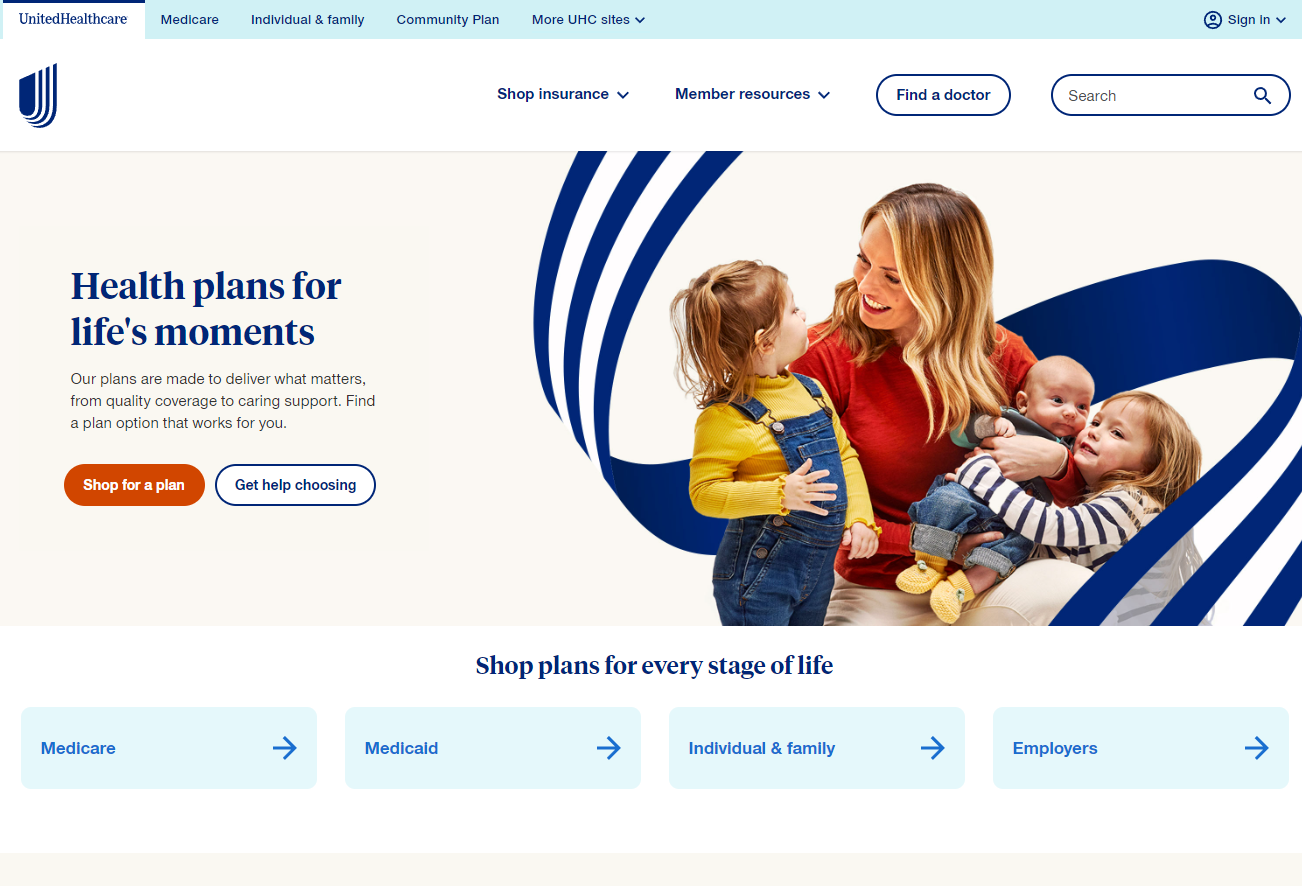 UnitedHealthcare
Medicare
Individual & family
Community Plan
More UHC sites
Sign in
Shop insurance
Member resources
Find a doctor
Search
Health plans for
life's moments
Our plans are made to deliver what matters,
from quality coverage to caring support. Find
a plan option that works for you.
Shop for a plan
Get help choosing
Shop plans for every stage of life
Medicare
Medicaid
Individual & family
Employers